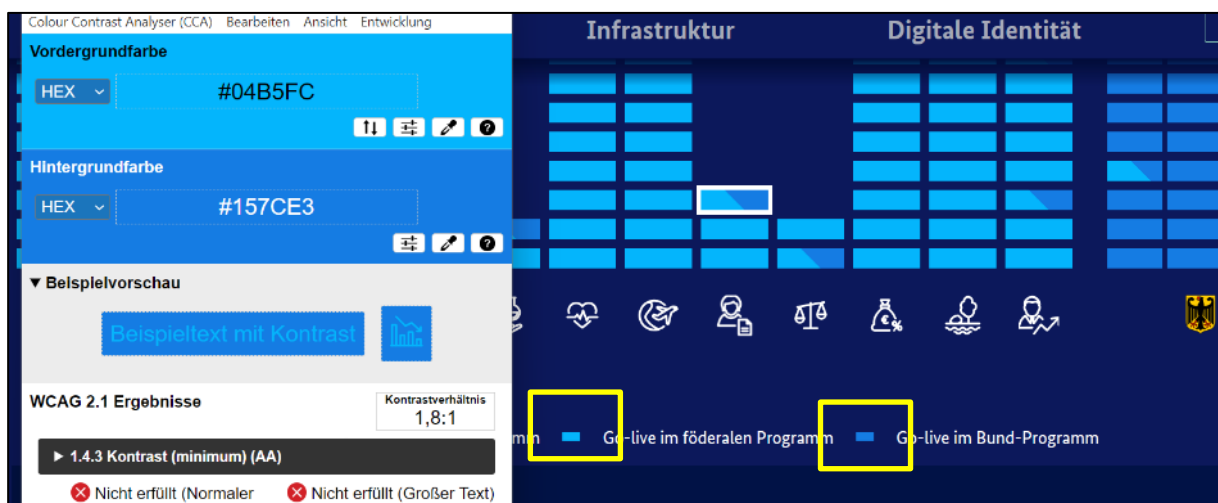 Colour Contrast Analyser (CCA) Bearbeiten Ansicht Entwicklung
Vordergrundfarbe
HEX #04B5FC
Hintergrundfarbe
HEX #157CE3
▼ Beispielvorschau
Beispieltext mit Kontrast
WCAG 2.1 Ergebnisse
Kontrastverhältnis
1,8:1
▶ 1.4.3 Kontrast (minimum) (AA)
Nicht erfüllt (Normaler
Nicht erfüllt (Großer Text)
Infrastruktur
Digitale Identität
Go-live im föderalen Programm
Go-live im Bund-Programm